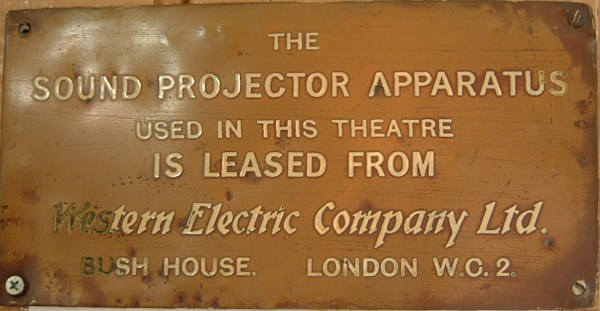 THE
SOUND PROJECTOR APPARATUS
USED IN THIS THEATRE
IS LEASED FROM
Western Electric Company Ltd.
BUSH HOUSE. LONDON W.C.2.